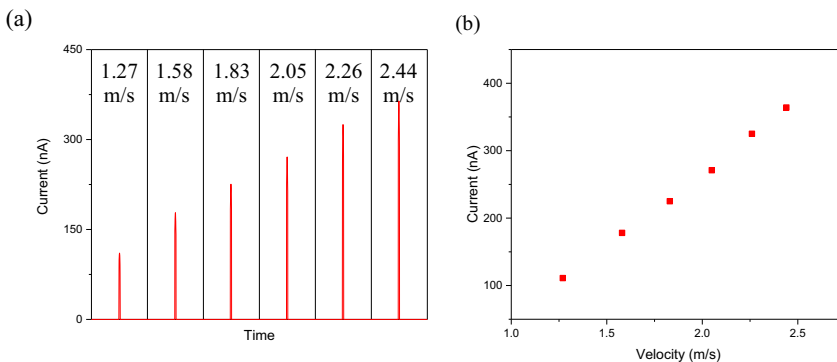 (a)
450
300
150
0
Current (nA)
1.27 1.58 1.83 2.05 2.26 2.44
m/s m/s m/s m/s m/s m/s
Time
(b)
400
300
200
100
Current (nA)
1.0 1.5 2.0 2.5
Velocity (m/s)